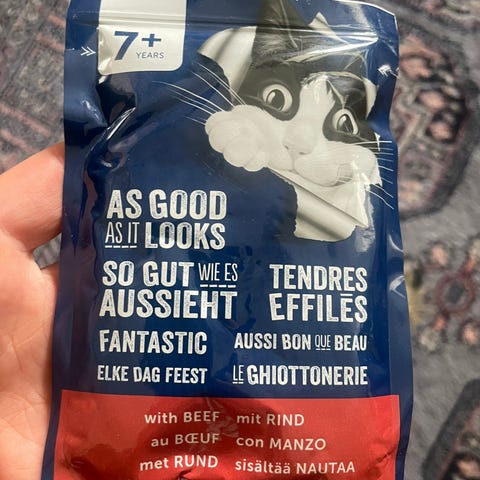 7+
YEARS
AS GOOD
AS IT LOOKS
SO GUT WIE ES
AUSSIEHT
TENDRES
EFFILÉS
FANTASTIC
AUSSI BON QUE BEAU
ELKE DAG FEEST
LE GHIOTTONERIE
with BEEF mit RIND
au BŒUF con MANZO
met RUND sisältää NAUTAA